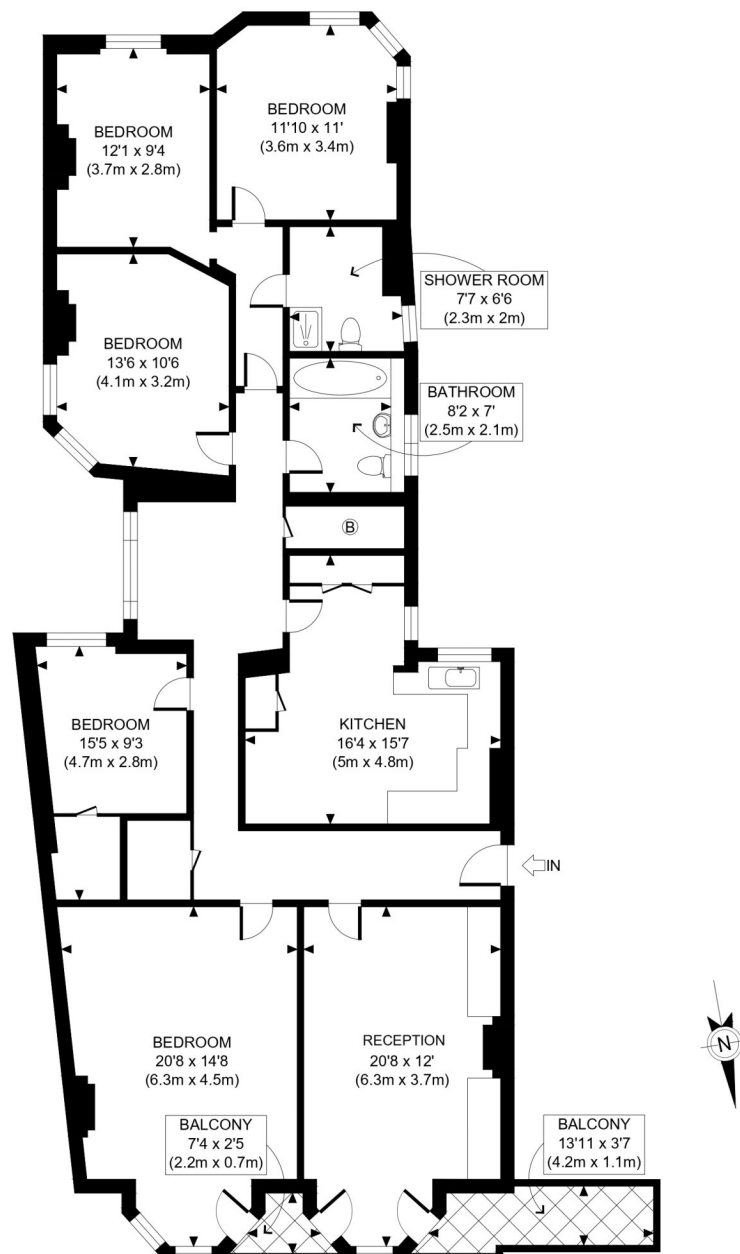 BEDROOM
12'1 x 9'4
(3.7m x 2.8m)
BEDROOM
11'10 x 11'
(3.6m x 3.4m)
BEDROOM
13'6 x 10'6
(4.1m x 3.2m)
SHOWER ROOM
7'7 x 6'6
(2.3m x 2m)
BATHROOM
8'2 x 7'
(2.5m x 2.1m)
B
BEDROOM
15'5 x 9'3
(4.7m x 2.8m)
KITCHEN
16'4 x 15'7
(5m x 4.8m)
IN
BEDROOM
20'8 x 14'8
(6.3m x 4.5m)
RECEPTION
20'8 x 12'
(6.3m x 3.7m)
N
BALCONY
7'4 x 2'5
(2.2m x 0.7m)
BALCONY
13'11 x 3'7
(4.2m x 1.1m)